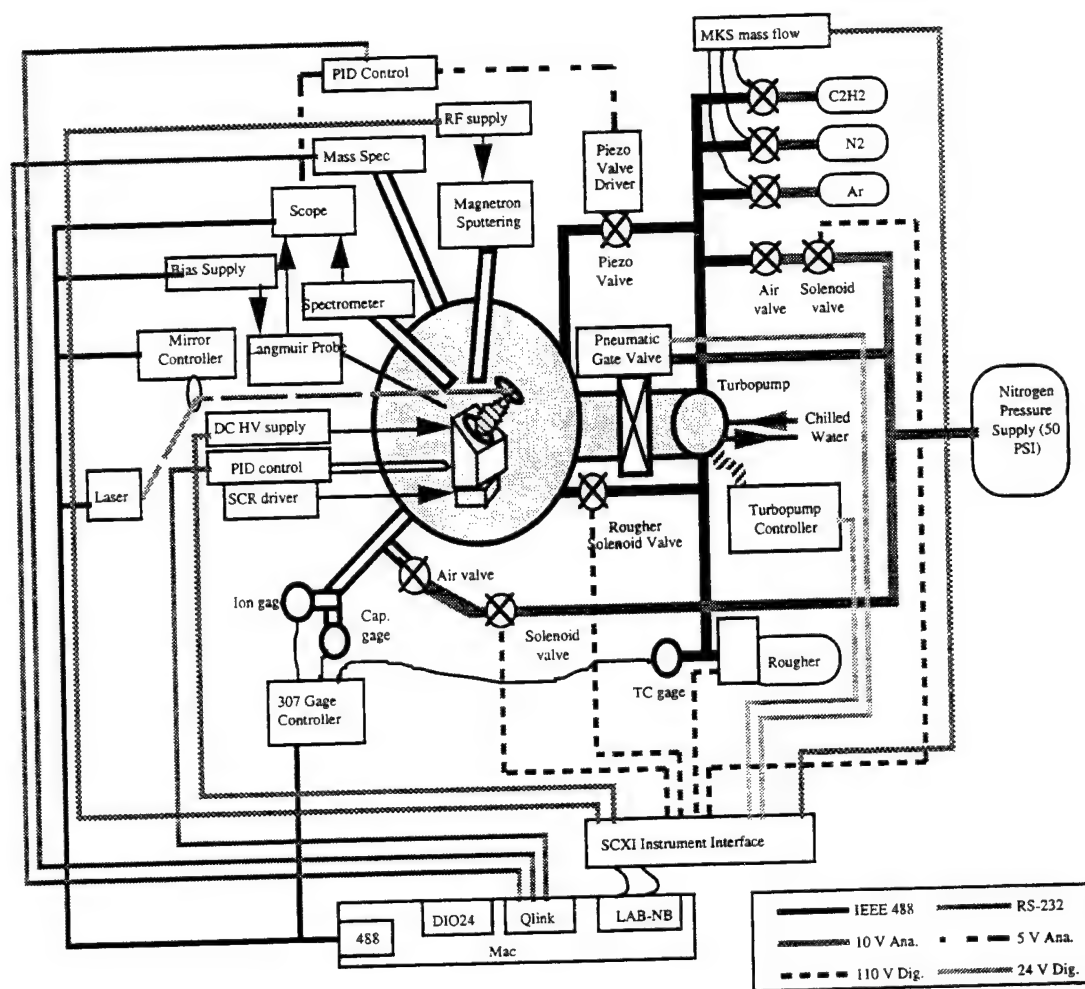 MKS mass flow
PID Control
C2H2
RF supply
Piezo
Valve
Driver
Mass Spec
N2
Magnetron
Sputtering
Ar
Scope
Piezo
Valve
Bias Supply
Air
valve
Solenoid
valve
Spectrometer
Mirror
Controller
Langmuir Probe
Pneumatic
Gate Valve
Turbopump
Nitrogen
Pressure
Supply (50
PSI)
Chilled
Water
DC HV supply
PID control
Laser
SCR driver
Turbopump
Controller
Rougher
Solenoid Valve
Air valve
Ion gag
Cap.
gage
Solenoid
valve
Rougher
TC gage
307 Gage
Controller
SCXI Instrument Interface
DIO24
Qlink
LAB-NB
488
Mac
IEEE 488
RS-232
10 V Ana.
5 V Ana.
110 V Dig.
24 V Dig.